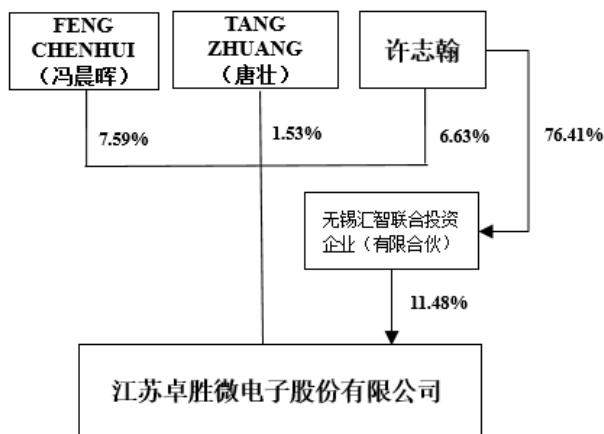 FENG
CHENHUI
（冯晨晖）
TANG
ZHUANG
（唐壮）
许志翰
7.59%
1.53%
6.63%
76.41%
无锡汇智联合投资
企业（有限合伙）
11.48%
江苏卓胜微电子股份有限公司